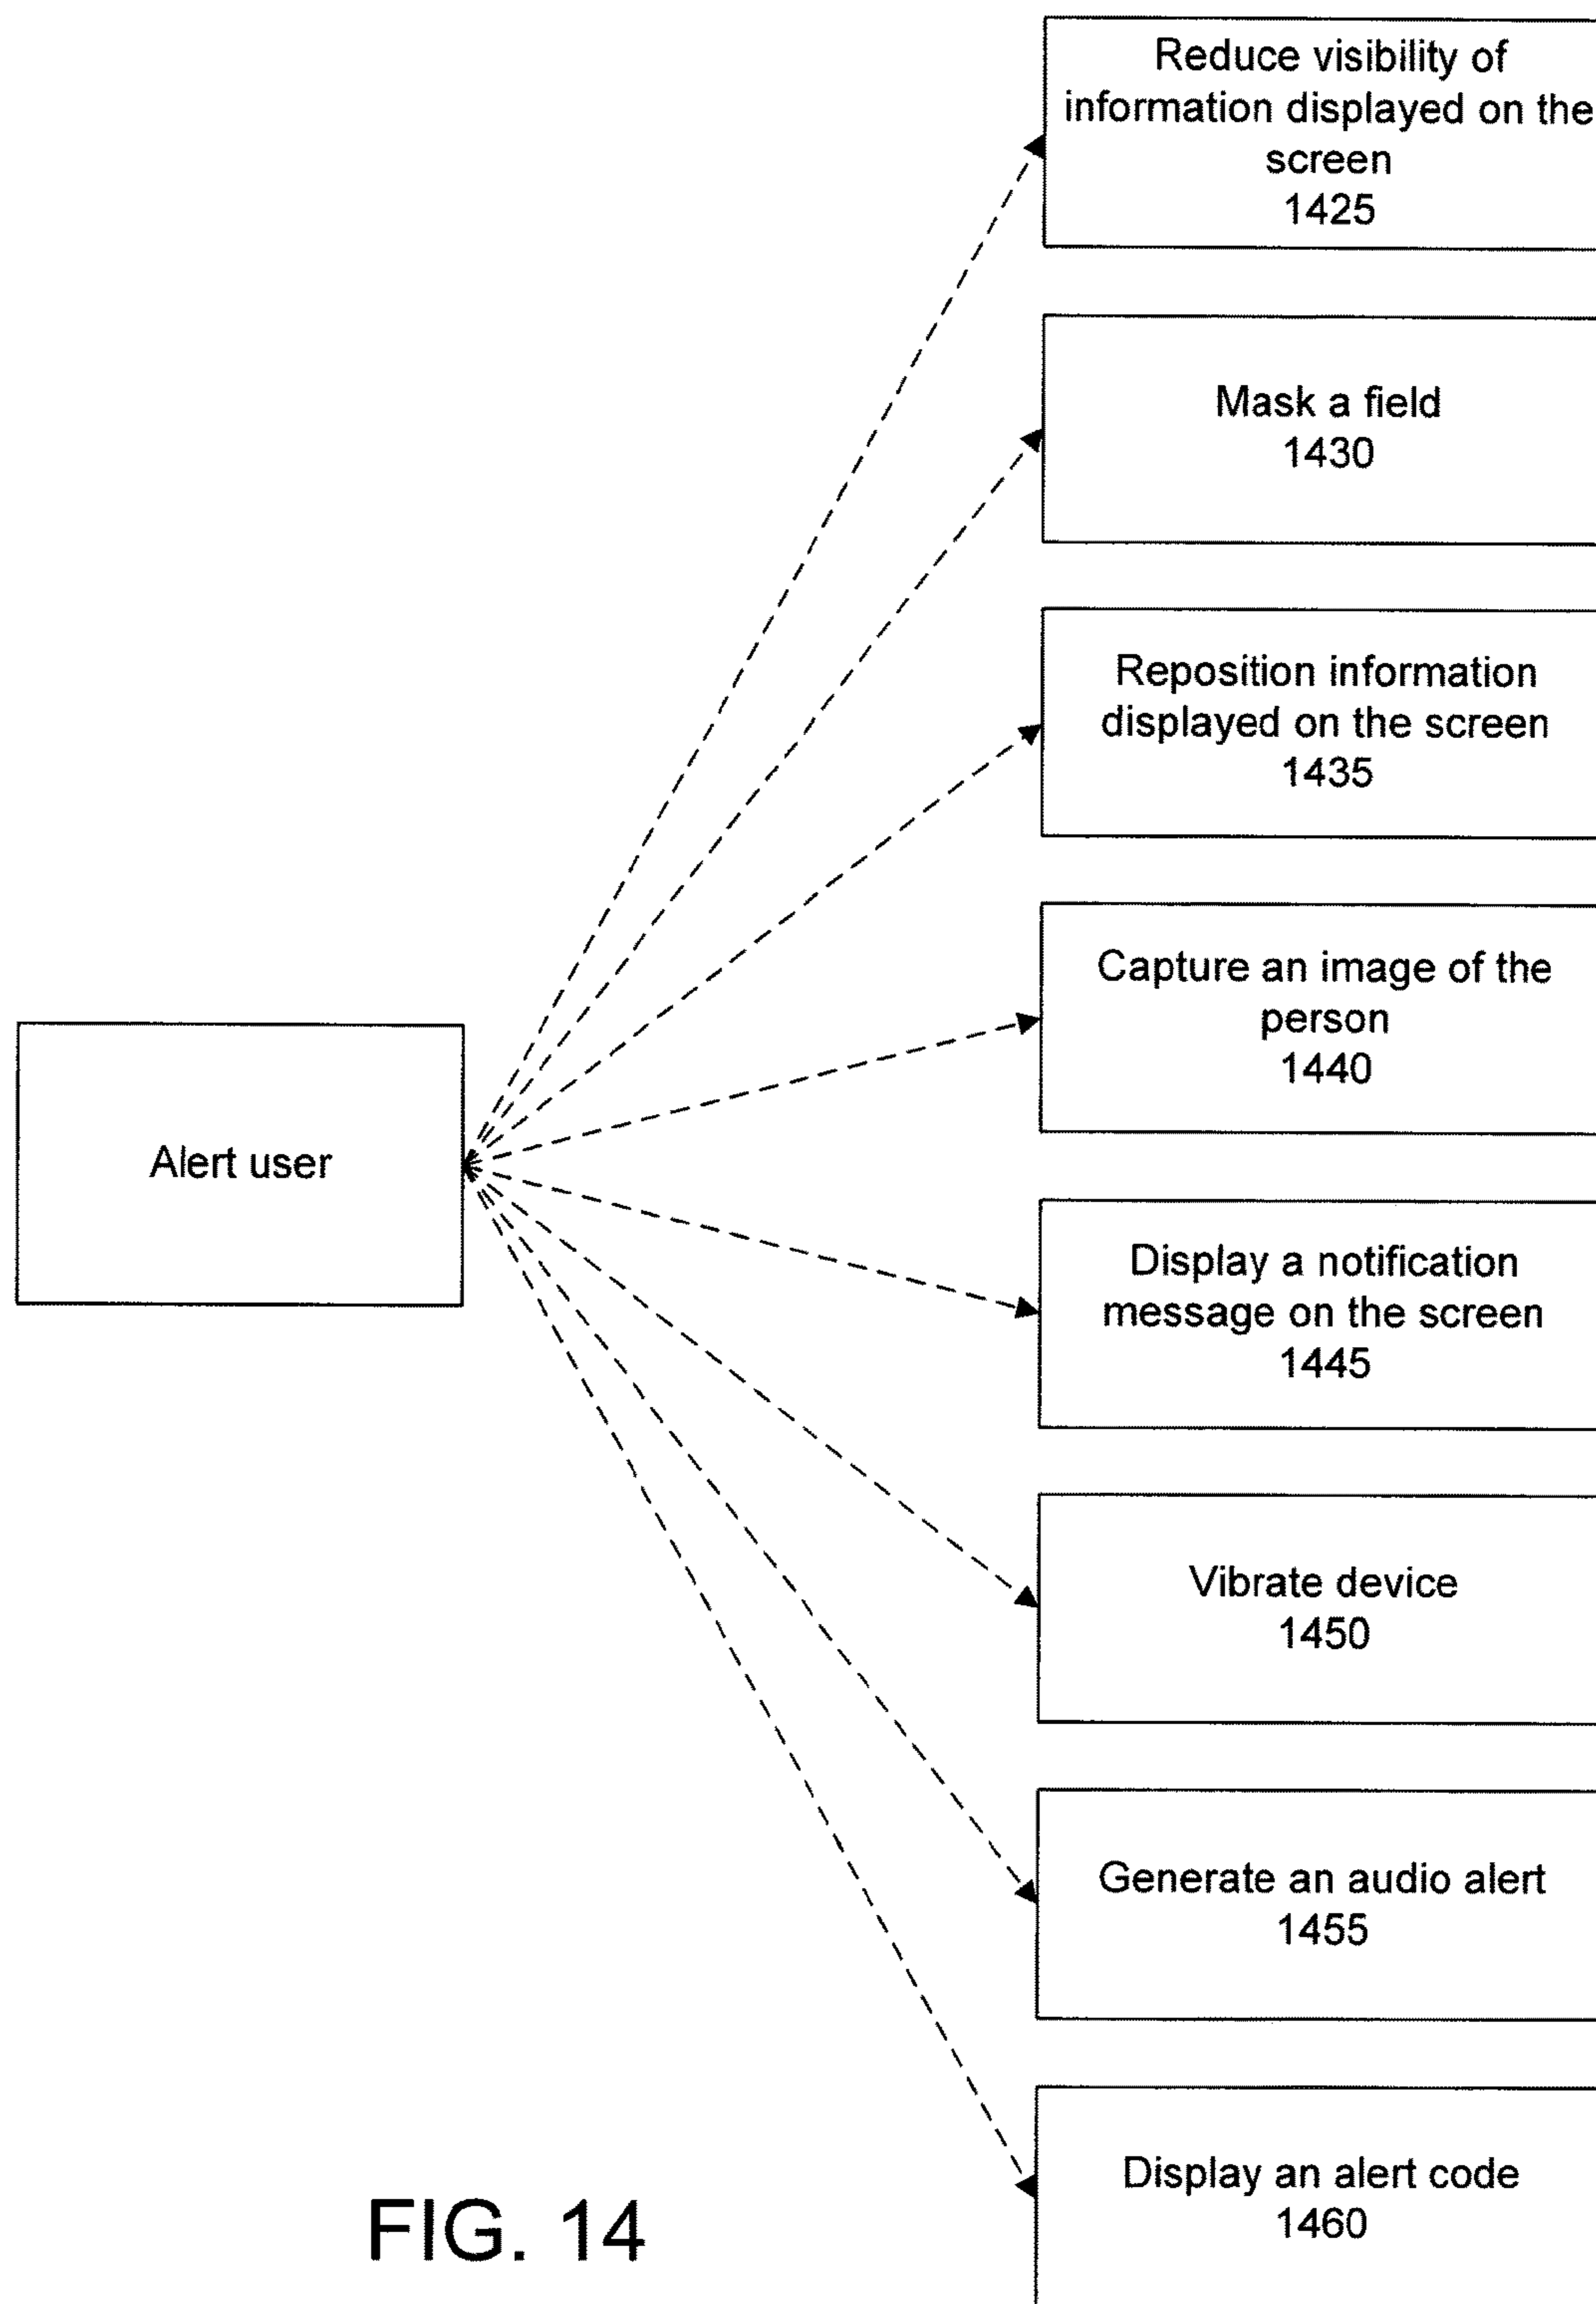 Reduce visibility of
information displayed on the
screen
1425
Mask a field
1430
Reposition information
displayed on the screen
1435
Capture an image of the
person
1440
Alert user
Display a notification
message on the screen
1445
Vibrate device
1450
Generate an audio alert
1455
Display an alert code
1460
FIG. 14